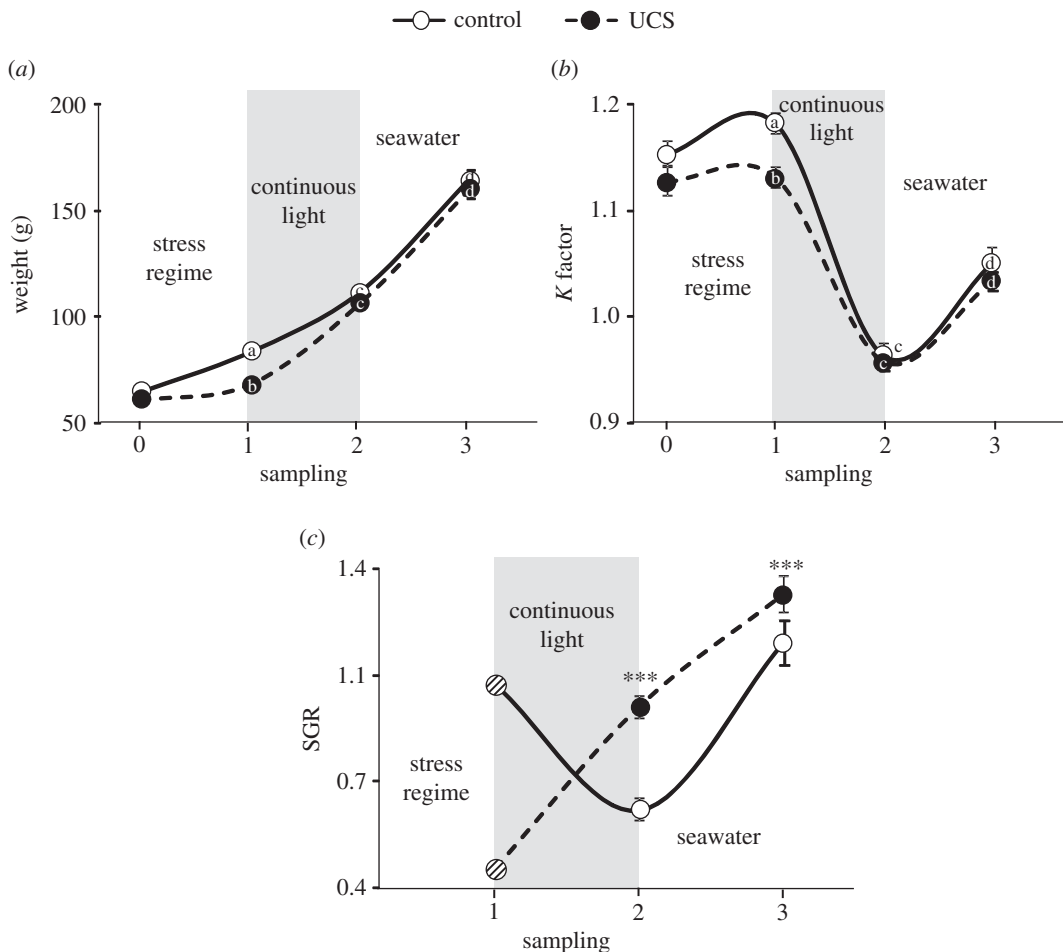 control UCS
(a)
200
150
100
50
weight (g)
stress
regime
continuous
light
seawater
a
b
c
c
d
d
0 1 2 3
sampling
(b)
1.2
1.1
1.0
0.9
K factor
continuous
light
stress
regime
seawater
a
b
c
c
d
d
0 1 2 3
sampling
(c)
1.4
1.1
0.7
0.4
SGR
continuous
light
stress
regime
seawater
***
***
1 2 3
sampling